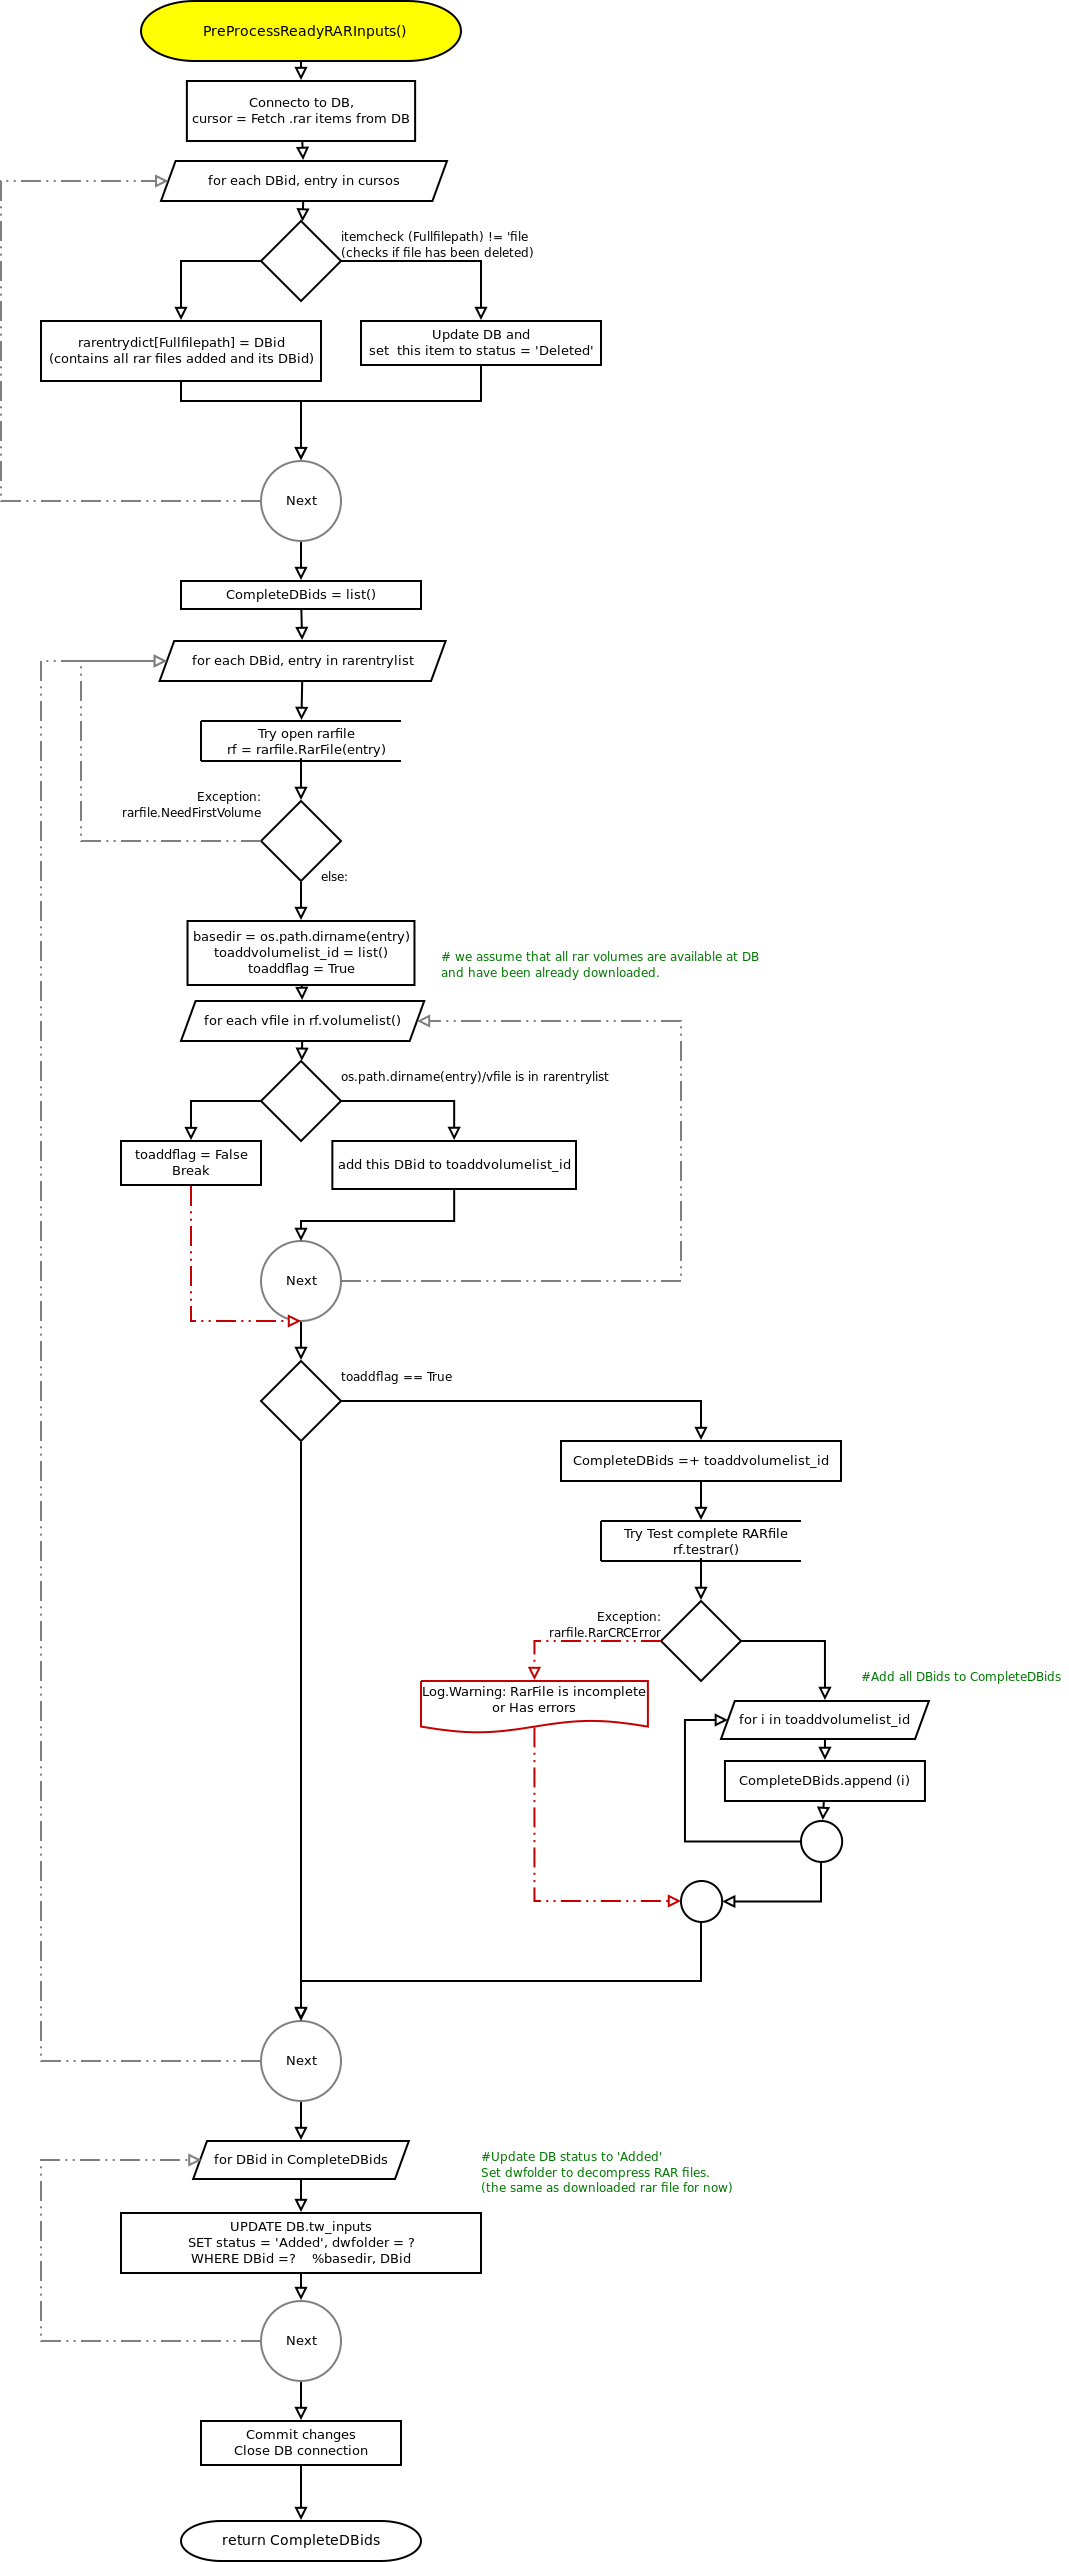 PreProcessReadyRARInputs()
Connecto to DB,
cursor = Fetch .rar items from DB
for each DBid, entry in cursos
itemcheck (Fullfilepath) != 'file
(checks if file has been deleted)
rarentrydict[Fullfilepath] = DBid
(contains all rar files added and its DBid)
Update DB and
set  this item to status = 'Deleted'
Next
CompleteDBids = list()
for each DBid, entry in rarentrylist
Try open rarfile
rf = rarfile.RarFile(entry)
Exception:
rarfile.NeedFirstVolume
else:
basedir = os.path.dirname(entry)
toaddvolumelist_id = list()
toaddflag = True
# we assume that all rar volumes are available at DB
and have been already downloaded.
for each vfile in rf.volumelist()
os.path.dirname(entry)/vfile is in rarentrylist
toaddflag = False
Break
add this DBid to toaddvolumelist_id
Next
toaddflag == True
CompleteDBids =+ toaddvolumelist_id
Try Test complete RARfile
rf.testrar()
Exception:
rarfile.RarCRCError
#Add all DBids to CompleteDBids
Log.Warning: RarFile is incomplete
or Has errors
for i in toaddvolumelist_id
CompleteDBids.append (i)
Next
for DBid in CompleteDBids
#Update DB status to 'Added'
Set dwfolder to decompress RAR files.
(the same as downloaded rar file for now)
UPDATE DB.tw_inputs
SET status = 'Added', dwfolder = ?
WHERE DBid =?    %basedir, DBid
Next
Commit changes
Close DB connection
return CompleteDBids